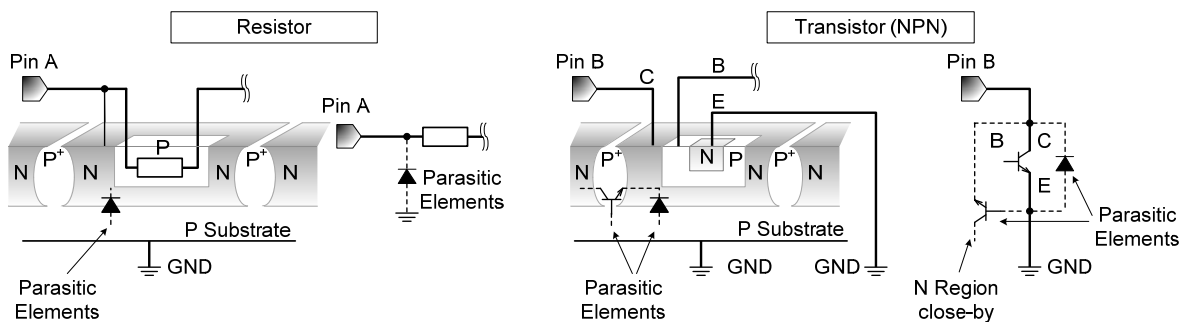 Resistor
Pin A
N
P+
N
P
N
P+
N
Parasitic
Elements
P Substrate
GND
Pin A
Parasitic
Elements
Transistor (NPN)
Pin B
C
B
E
N
P+
N
N
P
N
P+
N
P Substrate
GND
GND
Parasitic
Elements
Pin B
B
C
E
Parasitic
Elements
GND
N Region
close-by